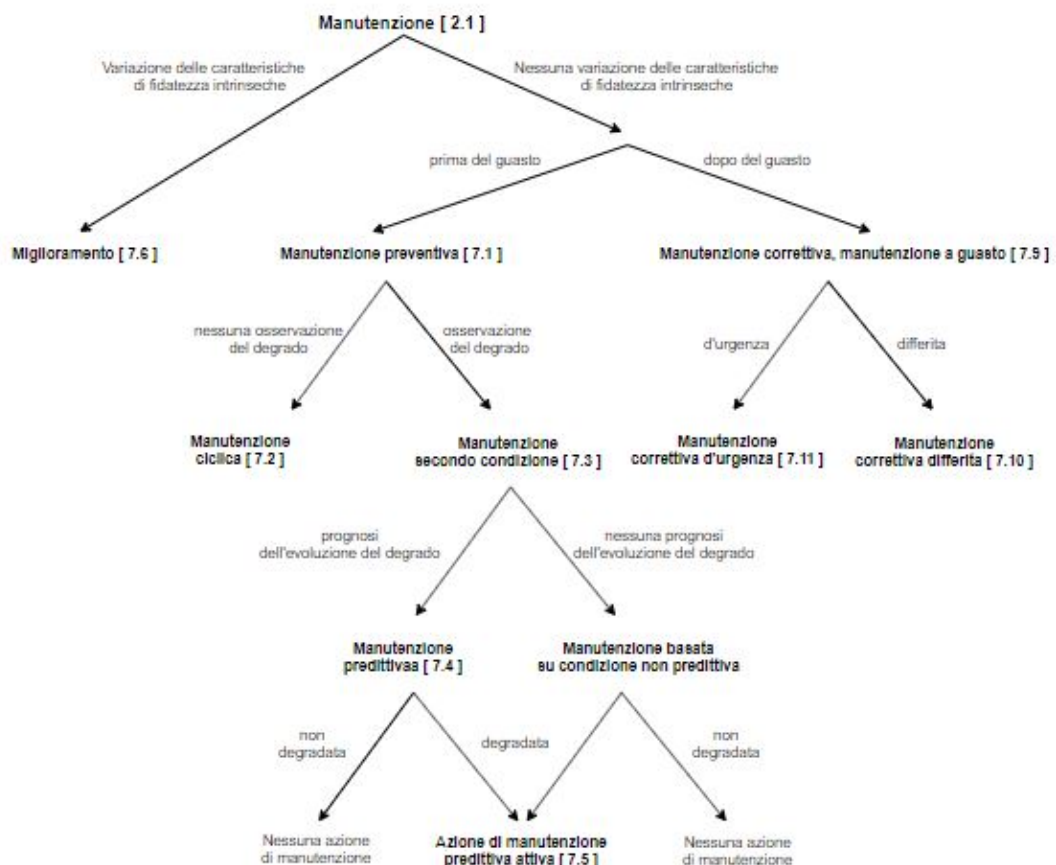 Manutenzione [ 2.1 ]
Variazione delle caratteristiche
di fidatezza intrinseche
Nessuna variazione delle caratteristiche
di fidatezza intrinseche
prima del guasto
dopo del guasto
Miglioramento [ 7.6 ]
Manutenzione preventiva [ 7.1 ]
Manutenzione correttiva, manutenzione a guasto [ 7.9 ]
nessuna osservazione
del degrado
osservazione
del degrado
d'urgenza
differita
Manutenzione
ciclica [ 7.2 ]
Manutenzione
secondo condizione [ 7.3 ]
Manutenzione
correttiva d'urgenza [ 7.11 ]
Manutenzione
correttiva differita [ 7.10 ]
prognosi
dell'evoluzione del degrado
nessuna prognosi
dell'evoluzione del degrado
Manutenzione
predittivaa [ 7.4 ]
Manutenzione basata
su condizione non predittiva
non
degradata
degradata
non
degradata
Nessuna azione
di manutenzione
Azione di manutenzione
predittiva attiva [ 7.5 ]
Nessuna azione
di manutenzione